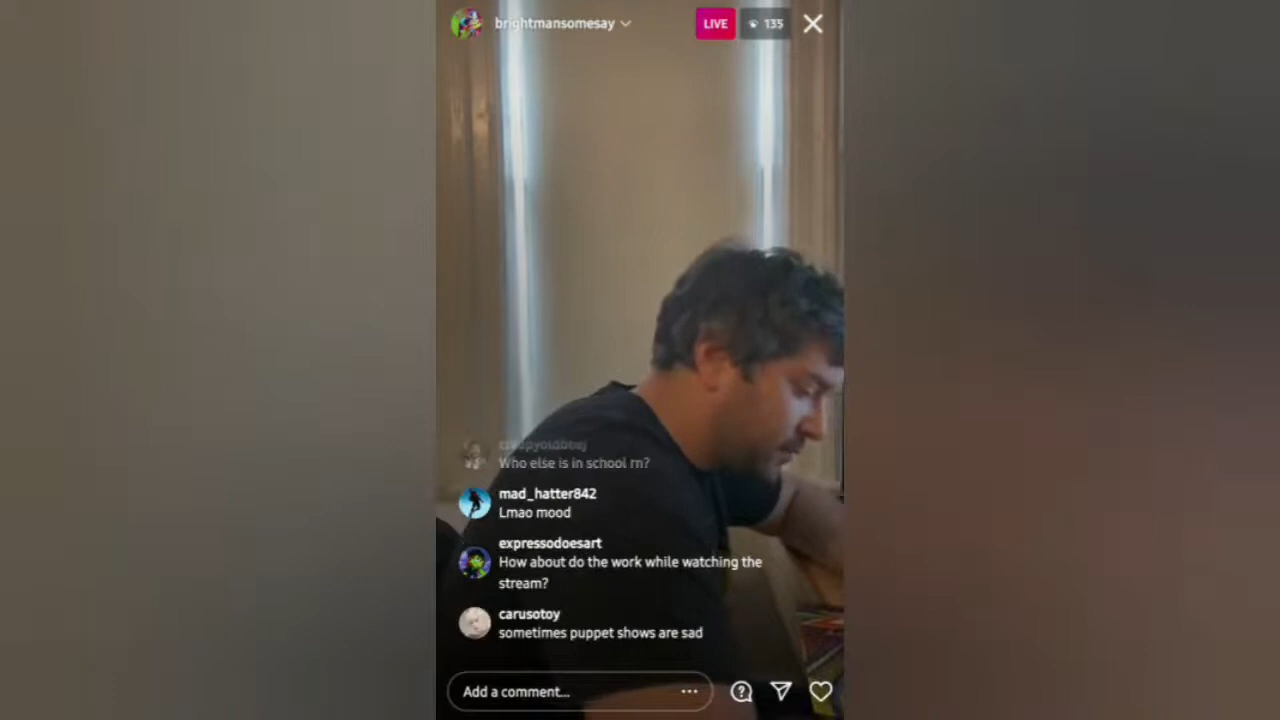 brightmansomesay
LIVE
135
Who else is in school rn?
mad_hatter842
Lmao mood
expressodoesart
How about do the work while watching the
stream?
carusotoy
sometimes puppet shows are sad
Add a comment...